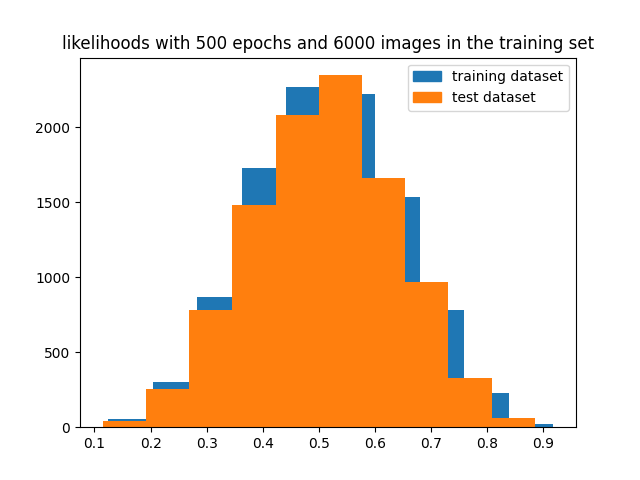 likelihoods with 500 epochs and 6000 images in the training set
training dataset
test dataset
2000
1500
1000
500
0
0.1 0.2 0.3 0.4 0.5 0.6 0.7 0.8 0.9